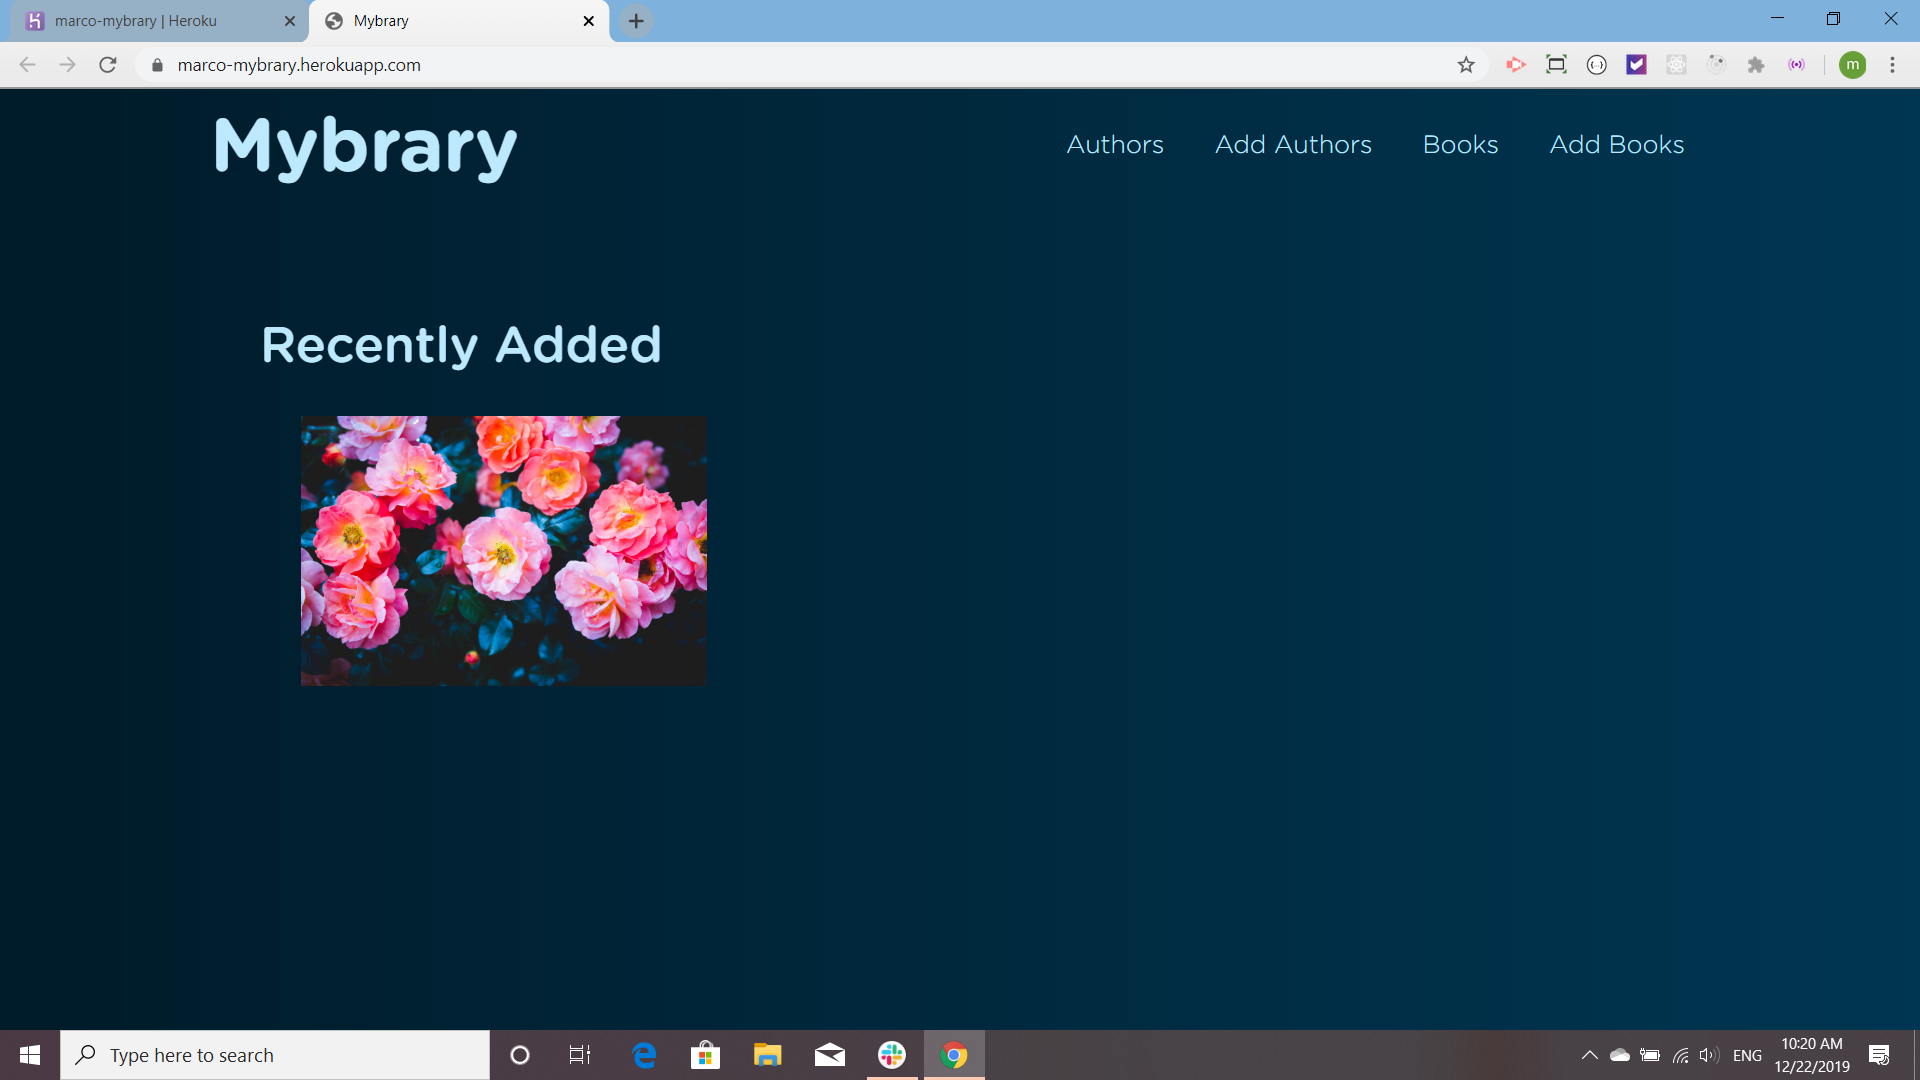 marco-mybrary | Heroku
Mybrary
marco-mybrary.herokuapp.com
m
Mybrary
Authors
Add Authors
Books
Add Books
Recently Added
Type here to search
ENG
10:20 AM
12/22/2019